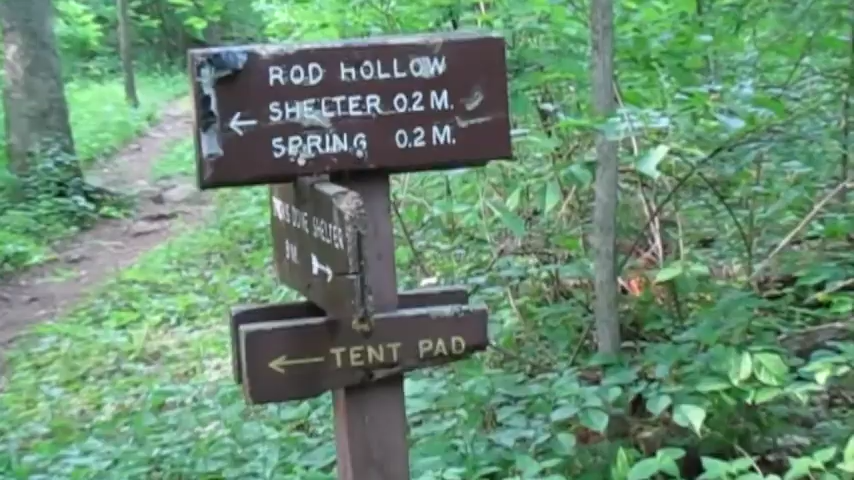 ROD HOLLOW
← SHELTER 0.2 M.
SPRING 0.2 M.
SHELTER
→
← TENT PAD